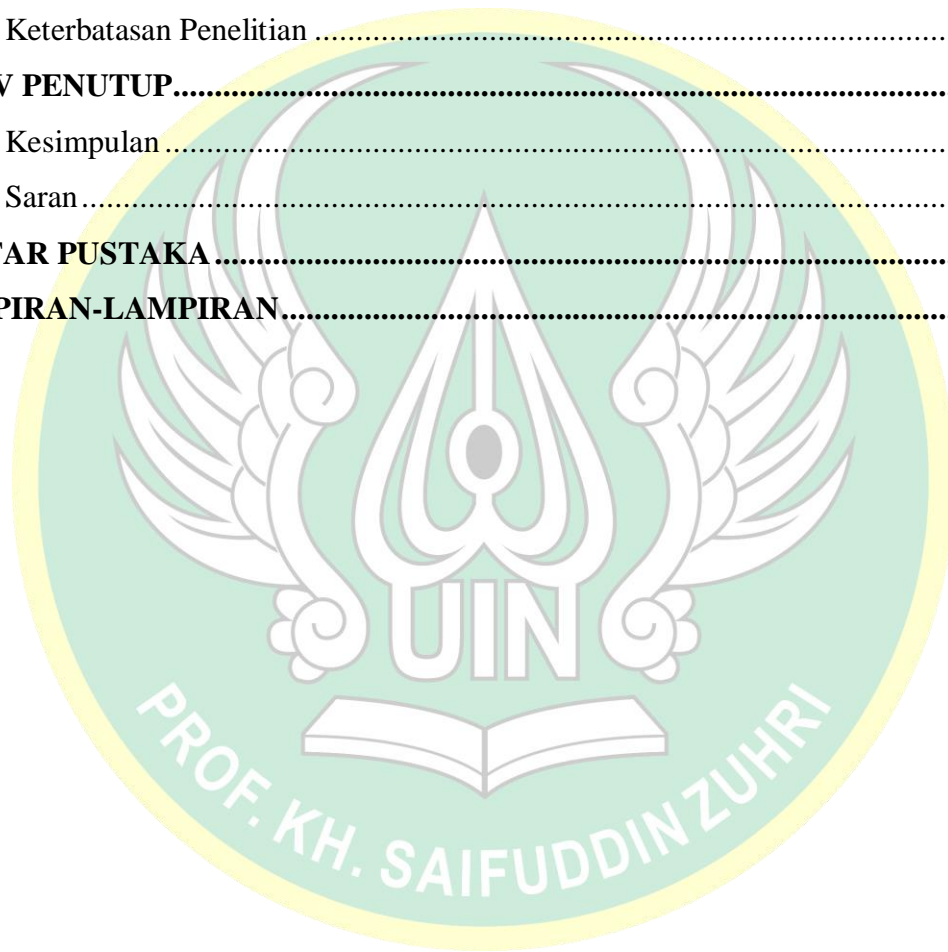 Keterbatasan Penelitian ................................................................
V PENUTUP................................................................................
Kesimpulan ................................................................................
Saran............................................................................................
TAR PUSTAKA ..........................................................................
PIRAN-LAMPIRAN..................................................................
UIN
PROF. KH. SAIFUDDIN ZUHRI